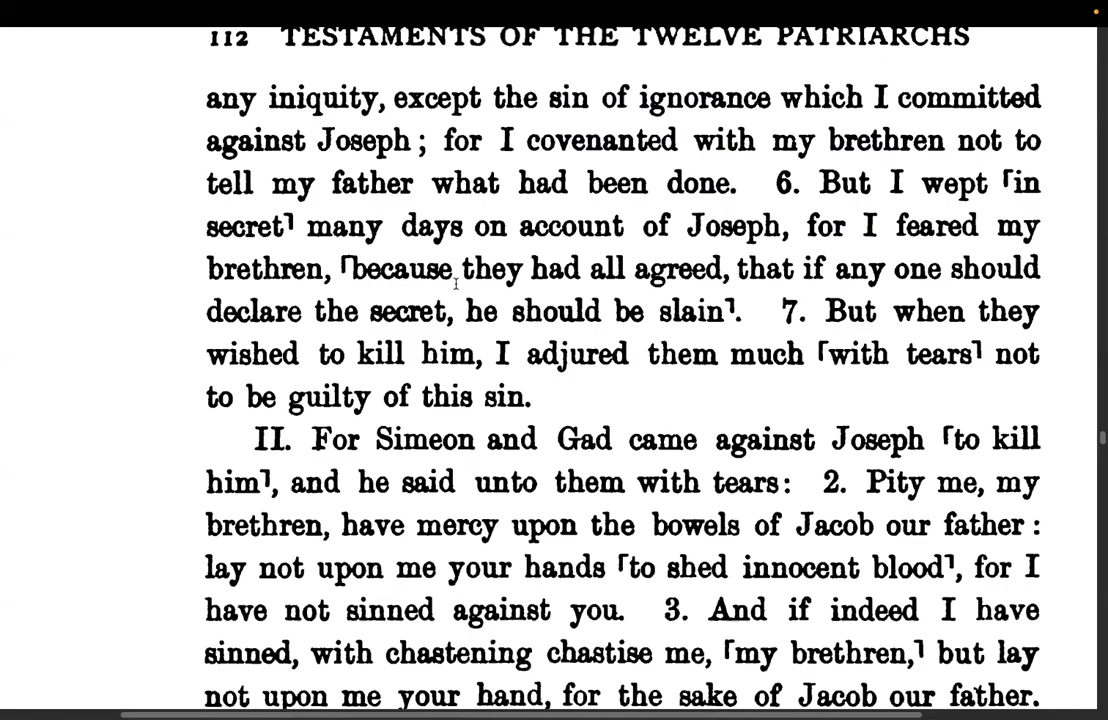 112 TESTAMENTS OF THE TWELVE PATRIARCHS
any iniquity, except the sin of ignorance which I committed
against Joseph; for I covenanted with my brethren not to
tell my father what had been done. 6. But I wept ⌜in
secret⌝ many days on account of Joseph, for I feared my
brethren, ⌜because they had all agreed, that if any one should
declare the secret, he should be slain⌝. 7. But when they
wished to kill him, I adjured them much ⌜with tears⌝ not
to be guilty of this sin.
II. For Simeon and Gad came against Joseph ⌜to kill
him⌝, and he said unto them with tears: 2. Pity me, my
brethren, have mercy upon the bowels of Jacob our father:
lay not upon me your hands ⌜to shed innocent blood⌝, for I
have not sinned against you. 3. And if indeed I have
sinned, with chastening chastise me, ⌜my brethren,⌝ but lay
not upon me your hand, for the sake of Jacob our father.